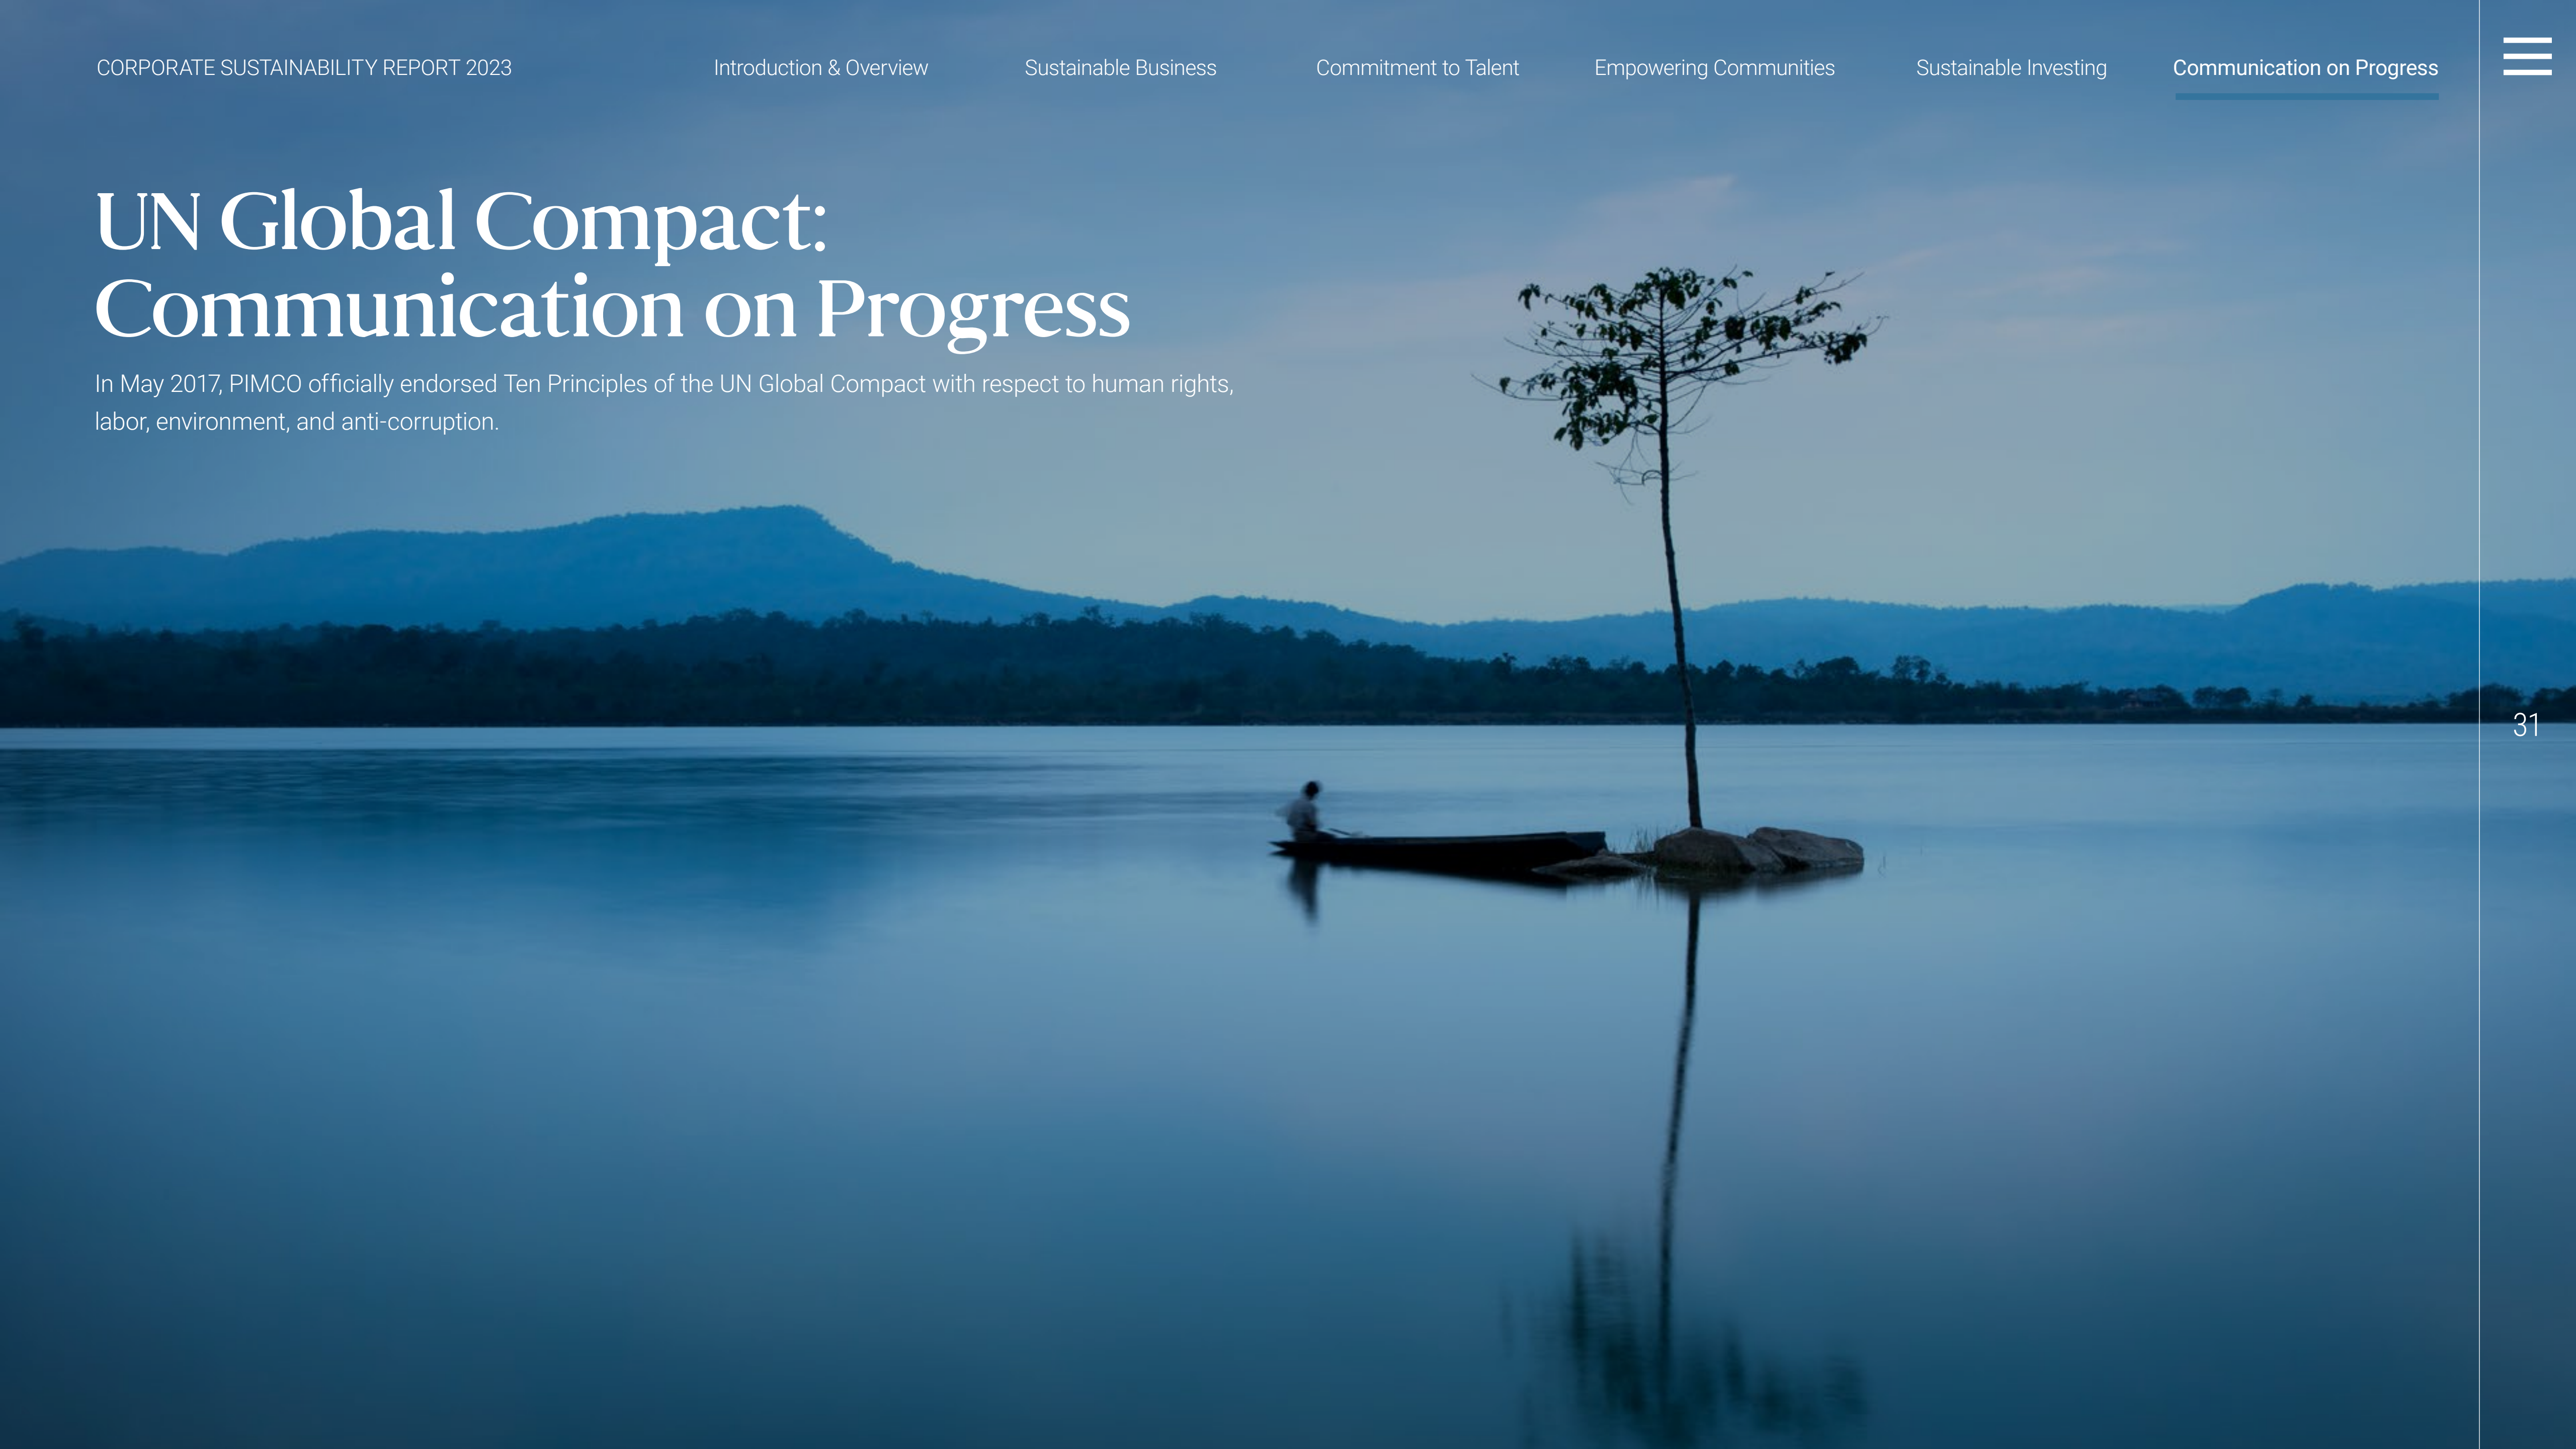 CORPORATE SUSTAINABILITY REPORT 2023
Introduction & Overview
Sustainable Business
Commitment to Talent
Empowering Communities
Sustainable Investing
Communication on Progress
UN Global Compact:
Communication on Progress
In May 2017, PIMCO officially endorsed Ten Principles of the UN Global Compact with respect to human rights,
labor, environment, and anti-corruption.
31